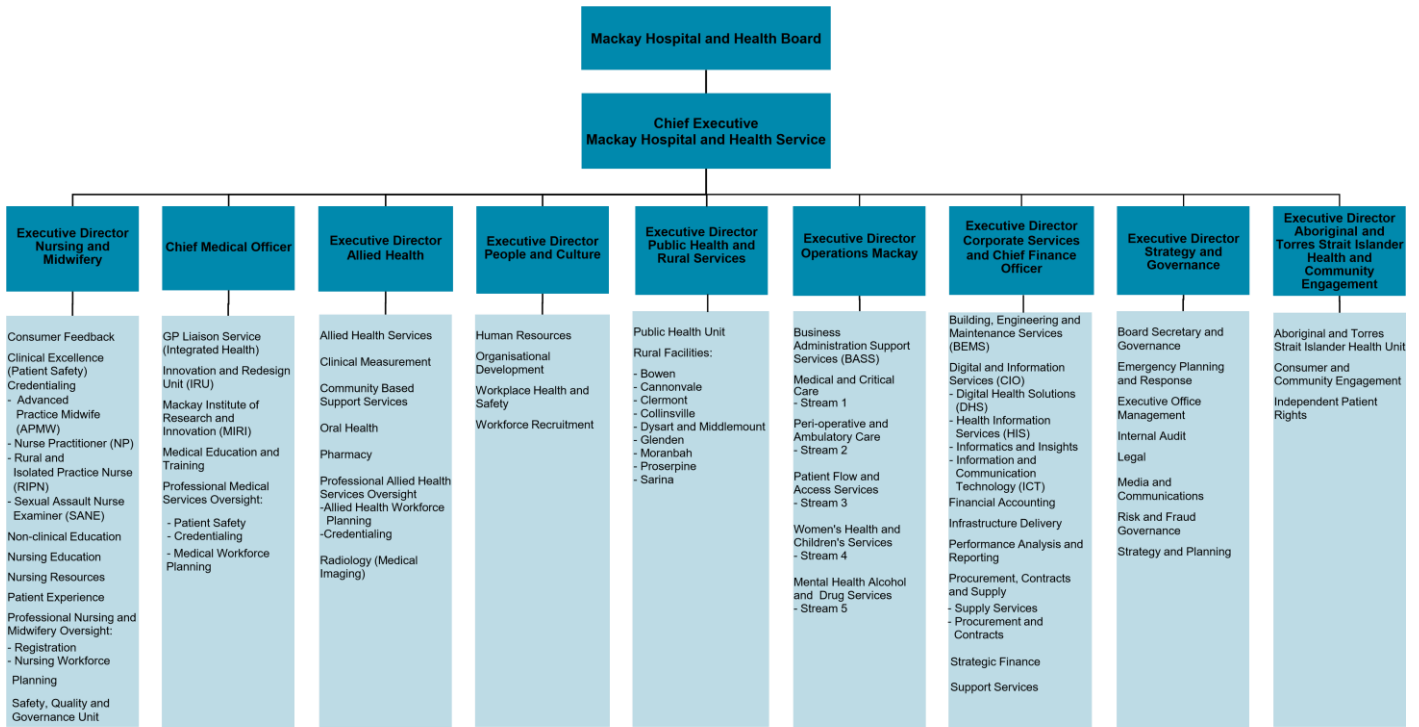 Mackay Hospital and Health Board
Chief Executive
Mackay Hospital and Health Service
Executive Director
Nursing and
Midwifery
Consumer Feedback
Clinical Excellence
(Patient Safety)
Credentialing
- Advanced
Practice Midwife
(APMW)
- Nurse Practitioner (NP)
- Rural and
Isolated Practice Nurse
(RIPN)
- Sexual Assault Nurse
Examiner (SANE)
Non-clinical Education
Nursing Education
Nursing Resources
Patient Experience
Professional Nursing and
Midwifery Oversight:
- Registration
- Nursing Workforce
Planning
Safety, Quality and
Governance Unit
Chief Medical Officer
GP Liaison Service
(Integrated Health)
Innovation and Redesign
Unit (IRU)
Mackay Institute of
Research and
Innovation (MIRI)
Medical Education and
Training
Professional Medical
Services Oversight:
- Patient Safety
- Credentialing
- Medical Workforce
Planning
Executive Director
Allied Health
Allied Health Services
Clinical Measurement
Community Based
Support Services
Oral Health
Pharmacy
Professional Allied Health
Services Oversight
-Allied Health Workforce
Planning
-Credentialing
Radiology (Medical
Imaging)
Executive Director
People and Culture
Human Resources
Organisational
Development
Workplace Health and
Safety
Workforce Recruitment
Executive Director
Public Health and
Rural Services
Public Health Unit
Rural Facilities:
- Bowen
- Cannonvale
- Clermont
- Collinsville
- Dysart and Middlemount
- Glenden
- Moranbah
- Proserpine
- Sarina
Executive Director
Operations Mackay
Business
Administration Support
Services (BASS)
Medical and Critical
Care
- Stream 1
Peri-operative and
Ambulatory Care
- Stream 2
Patient Flow and
Access Services
- Stream 3
Women's Health and
Children's Services
- Stream 4
Mental Health Alcohol
and Drug Services
- Stream 5
Executive Director
Corporate Services
and Chief Finance
Officer
Building, Engineering and
Maintenance Services
(BEMS)
Digital and Information
Services (CIO)
- Digital Health Solutions
(DHS)
- Health Information
Services (HIS)
- Informatics and Insights
- Information and
Communication
Technology (ICT)
Financial Accounting
Infrastructure Delivery
Performance Analysis and
Reporting
Procurement, Contracts
and Supply
- Supply Services
- Procurement and
Contracts
Strategic Finance
Support Services
Executive Director
Strategy and
Governance
Board Secretary and
Governance
Emergency Planning
and Response
Executive Office
Management
Internal Audit
Legal
Media and
Communications
Risk and Fraud
Governance
Strategy and Planning
Executive Director
Aboriginal and
Torres Strait Islander
Health and
Community
Engagement
Aboriginal and Torres
Strait Islander Health Unit
Consumer and
Community Engagement
Independent Patient
Rights